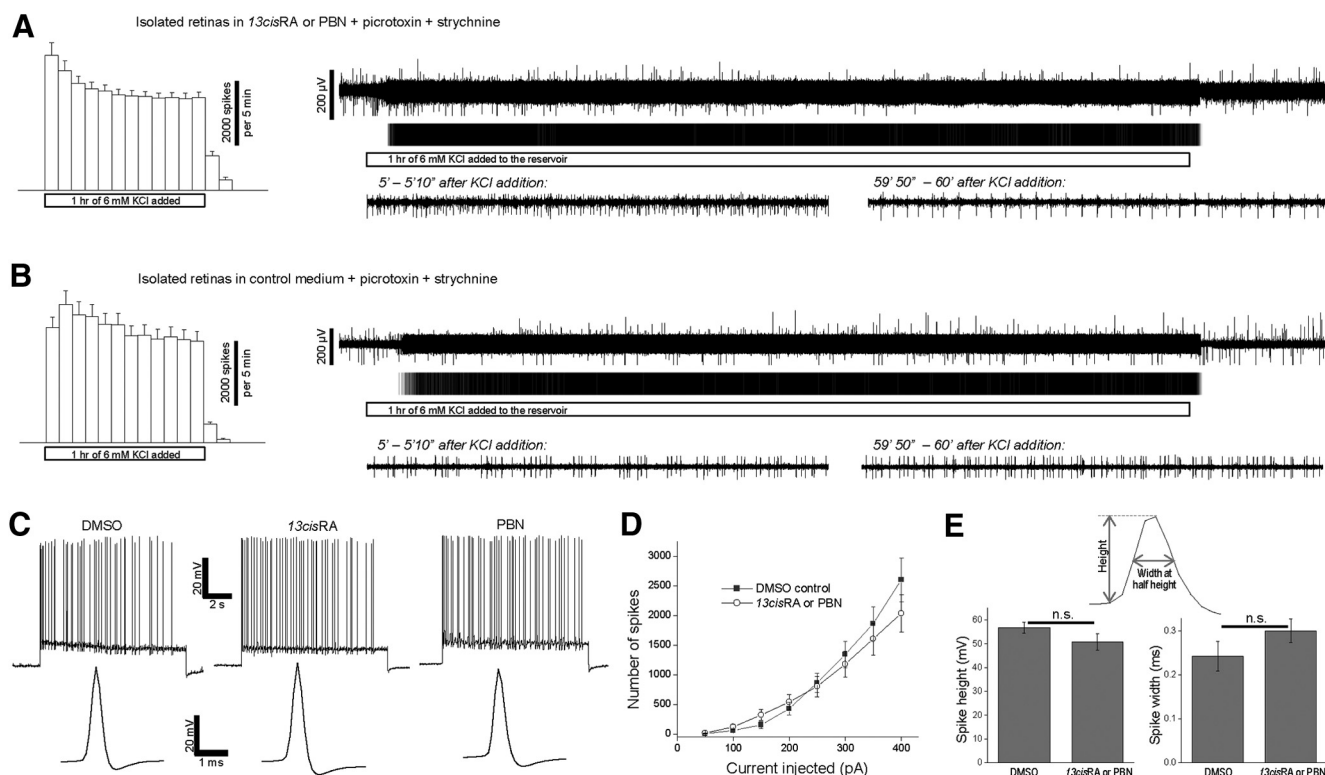 A
Isolated retinas in 13cisRA or PBN + picotoxin + strychnine
2000 spikes
per 5 min
1 hr of 6 mM KCl added
200 µV
1 hr of 6 mM KCl added to the reservoir
5' – 5'10" after KCl addition:
59' 50" – 60' after KCl addition:
B
Isolated retinas in control medium + picrotoxin + strychnine
2000 spikes
per 5 min
1 hr of 6 mM KCl added
200 µV
1 hr of 6 mM KCl added to the reservoir
5' – 5'10" after KCl addition:
59' 50" – 60' after KCl addition:
C
DMSO
13cisRA
PBN
20 mV
2 s
20 mV
1 ms
D
Number of spikes
3000
2500
2000
1500
1000
500
0
DMSO control
13cisRA or PBN
0 100 200 300 400
Current injected (pA)
E
Height
Width at
half height
Spike height (mV)
60
50
40
30
20
10
0
n.s.
DMSO 13cisRA or PBN
Spike width (ms)
0.3
0.2
0.1
0.0
n.s.
DMSO 13cisRA or PBN